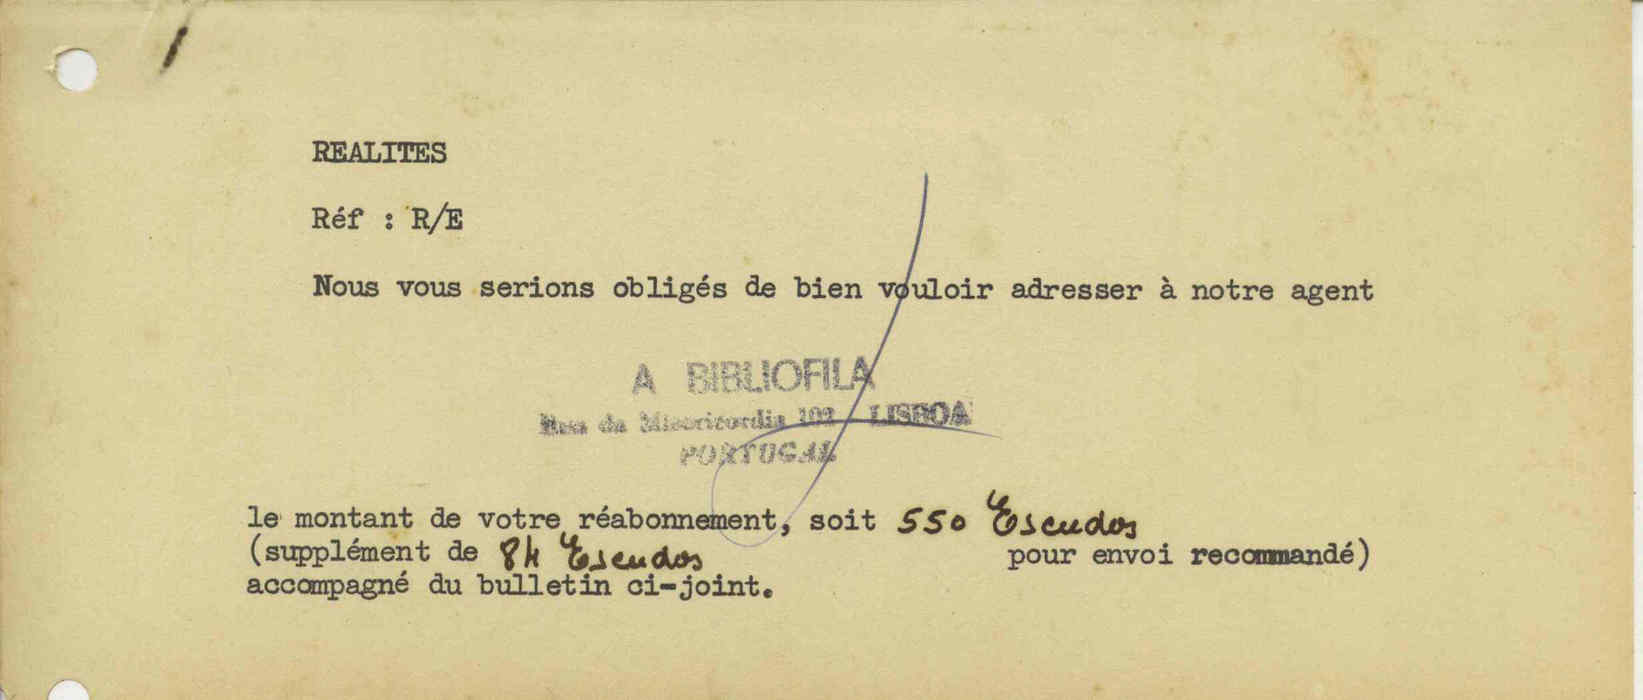 REALITES
Réf : R/E
Nous vous serions obligés de bien vouloir adresser à notre agent
A BIBLIOFILA
Rua da Misericordia 102 LISBOA
PORTUGAL
le montant de votre réabonnement, soit 550 Escudos
(supplément de 84 Escudos pour envoi recommandé)
accompagné du bulletin ci-joint.